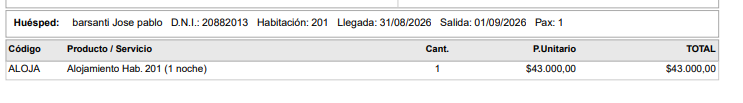 Huésped: barsanti Jose pablo D.N.I.: 20882013 Habitación: 201 Llegada: 31/08/2026 Salida: 01/09/2026 Pax: 1
Código Producto / Servicio Cant. P.Unitario TOTAL
ALOJA Alojamiento Hab. 201 (1 noche) 1 $43.000,00 $43.000,00